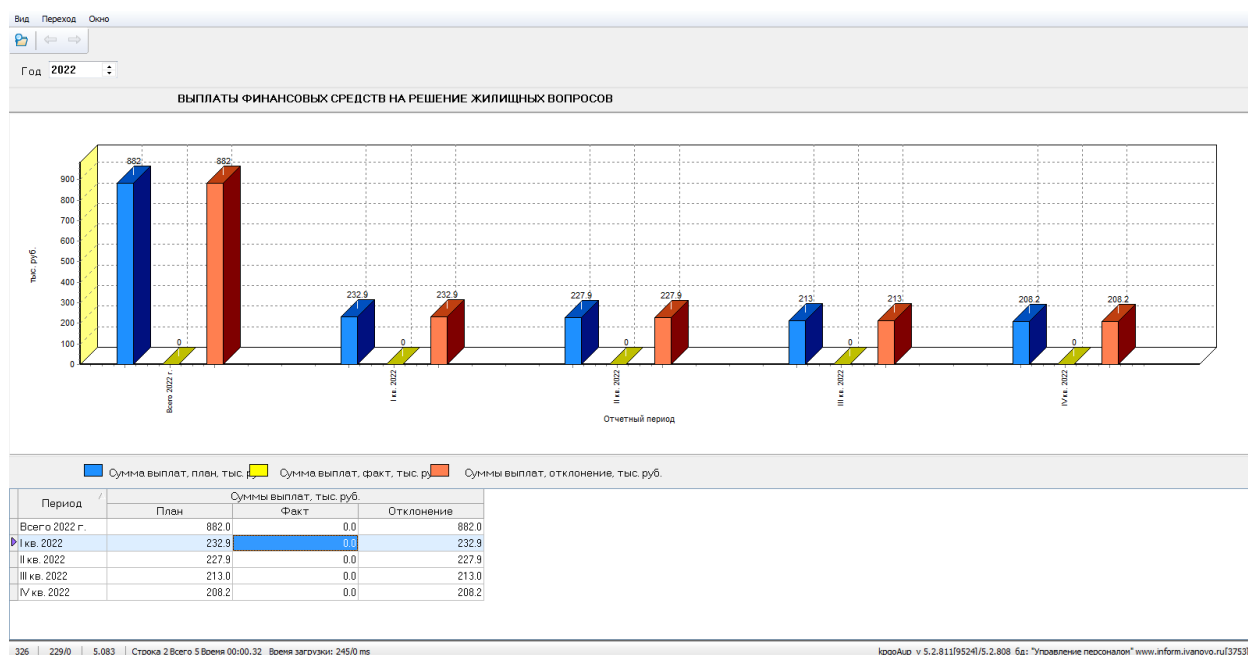 Вид Переход Окно
Год 2022
ВЫПЛАТЫ ФИНАНСОВЫХ СРЕДСТВ НА РЕШЕНИЕ ЖИЛИЩНЫХ ВОПРОСОВ
тыс. руб.
900
800
700
600
500
400
300
200
100
0
882 0 882
232.9 0 232.9
227.9 0 227.9
213 0 213
208.2 0 208.2
Всего 2022 г.
I кв. 2022
II кв. 2022
III кв. 2022
IV кв. 2022
Отчетный период
Сумма выплат, план, тыс. р Сумма выплат, факт, тыс. ру Суммы выплат, отклонение, тыс. руб.
Период Суммы выплат, тыс. руб.
План Факт Отклонение
Всего 2022 г. 882.0 0.0 882.0
I кв. 2022 232.9 0.0 232.9
II кв. 2022 227.9 0.0 227.9
III кв. 2022 213.0 0.0 213.0
IV кв. 2022 208.2 0.0 208.2
326 229/0 5.083 Строка 2 Всего 5 Время 00:00.32 Время загрузки: 245/0 ms kpgoAup v 5.2.811[9524]/5.2.808 бд: "Управление персоналом" www.inform.ivanovo.ru[3753]